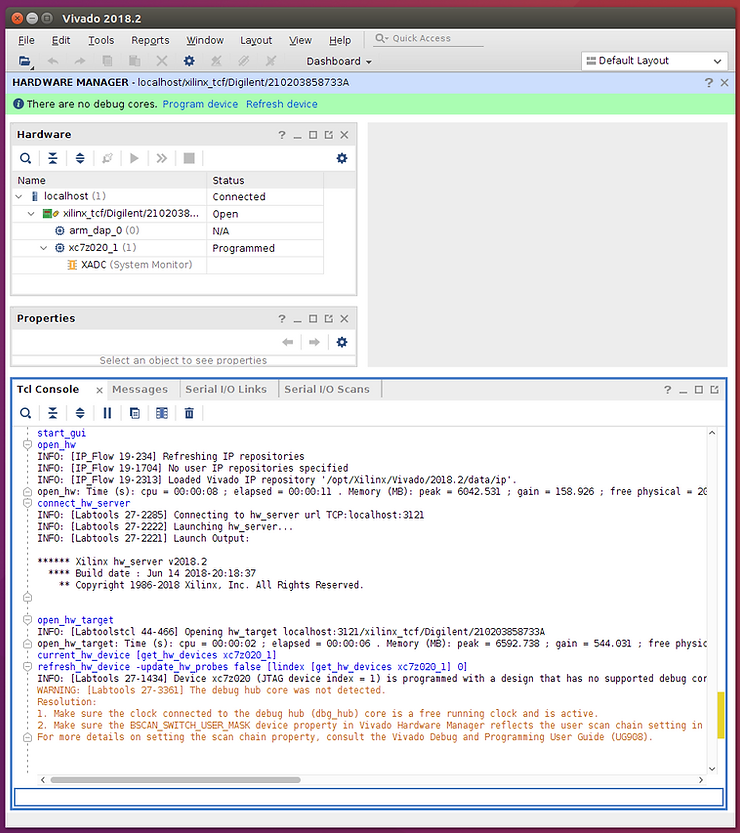 Vivado 2018.2
File Edit Tools Reports Window Layout View Help Quick Access
Dashboard Default Layout
HARDWARE MANAGER - localhost/xilinx_tcf/Digilent/210203858733A
There are no debug cores. Program device Refresh device
Hardware
Name Status
localhost (1) Connected
xilinx_tcf/Digilent/2102038... Open
arm_dap_0 (0) N/A
xc7z020_1 (1) Programmed
XADC (System Monitor)
Properties
Select an object to see properties
Tcl Console Messages Serial I/O Links Serial I/O Scans
start_gui
open_hw
INFO: [IP_Flow 19-234] Refreshing IP repositories
INFO: [IP_Flow 19-1704] No user IP repositories specified
INFO: [IP_Flow 19-2313] Loaded Vivado IP repository '/opt/Xilinx/Vivado/2018.2/data/ip'.
open_hw: Time (s): cpu = 00:00:08 ; elapsed = 00:00:11 . Memory (MB): peak = 6042.531 ; gain = 158.926 ; free physical = 20
connect_hw_server
INFO: [Labtools 27-2285] Connecting to hw_server url TCP:localhost:3121
INFO: [Labtools 27-2222] Launching hw_server...
INFO: [Labtools 27-2221] Launch Output:
****** Xilinx hw_server v2018.2
**** Build date : Jun 14 2018-20:18:37
** Copyright 1986-2018 Xilinx, Inc. All Rights Reserved.
open_hw_target
INFO: [Labtoolstcl 44-466] Opening hw_target localhost:3121/xilinx_tcf/Digilent/210203858733A
open_hw_target: Time (s): cpu = 00:00:02 ; elapsed = 00:00:06 . Memory (MB): peak = 6592.738 ; gain = 544.031 ; free physic
current_hw_device [get_hw_devices xc7z020_1]
refresh_hw_device -update_hw_probes false [lindex [get_hw_devices xc7z020_1] 0]
INFO: [Labtools 27-1434] Device xc7z020 (JTAG device index = 1) is programmed with a design that has no supported debug cor
WARNING: [Labtools 27-3361] The debug hub core was not detected.
Resolution:
1. Make sure the clock connected to the debug hub (dbg_hub) core is a free running clock and is active.
2. Make sure the BSCAN_SWITCH_USER_MASK device property in Vivado Hardware Manager reflects the user scan chain setting in
For more details on setting the scan chain property, consult the Vivado Debug and Programming User Guide (UG908).